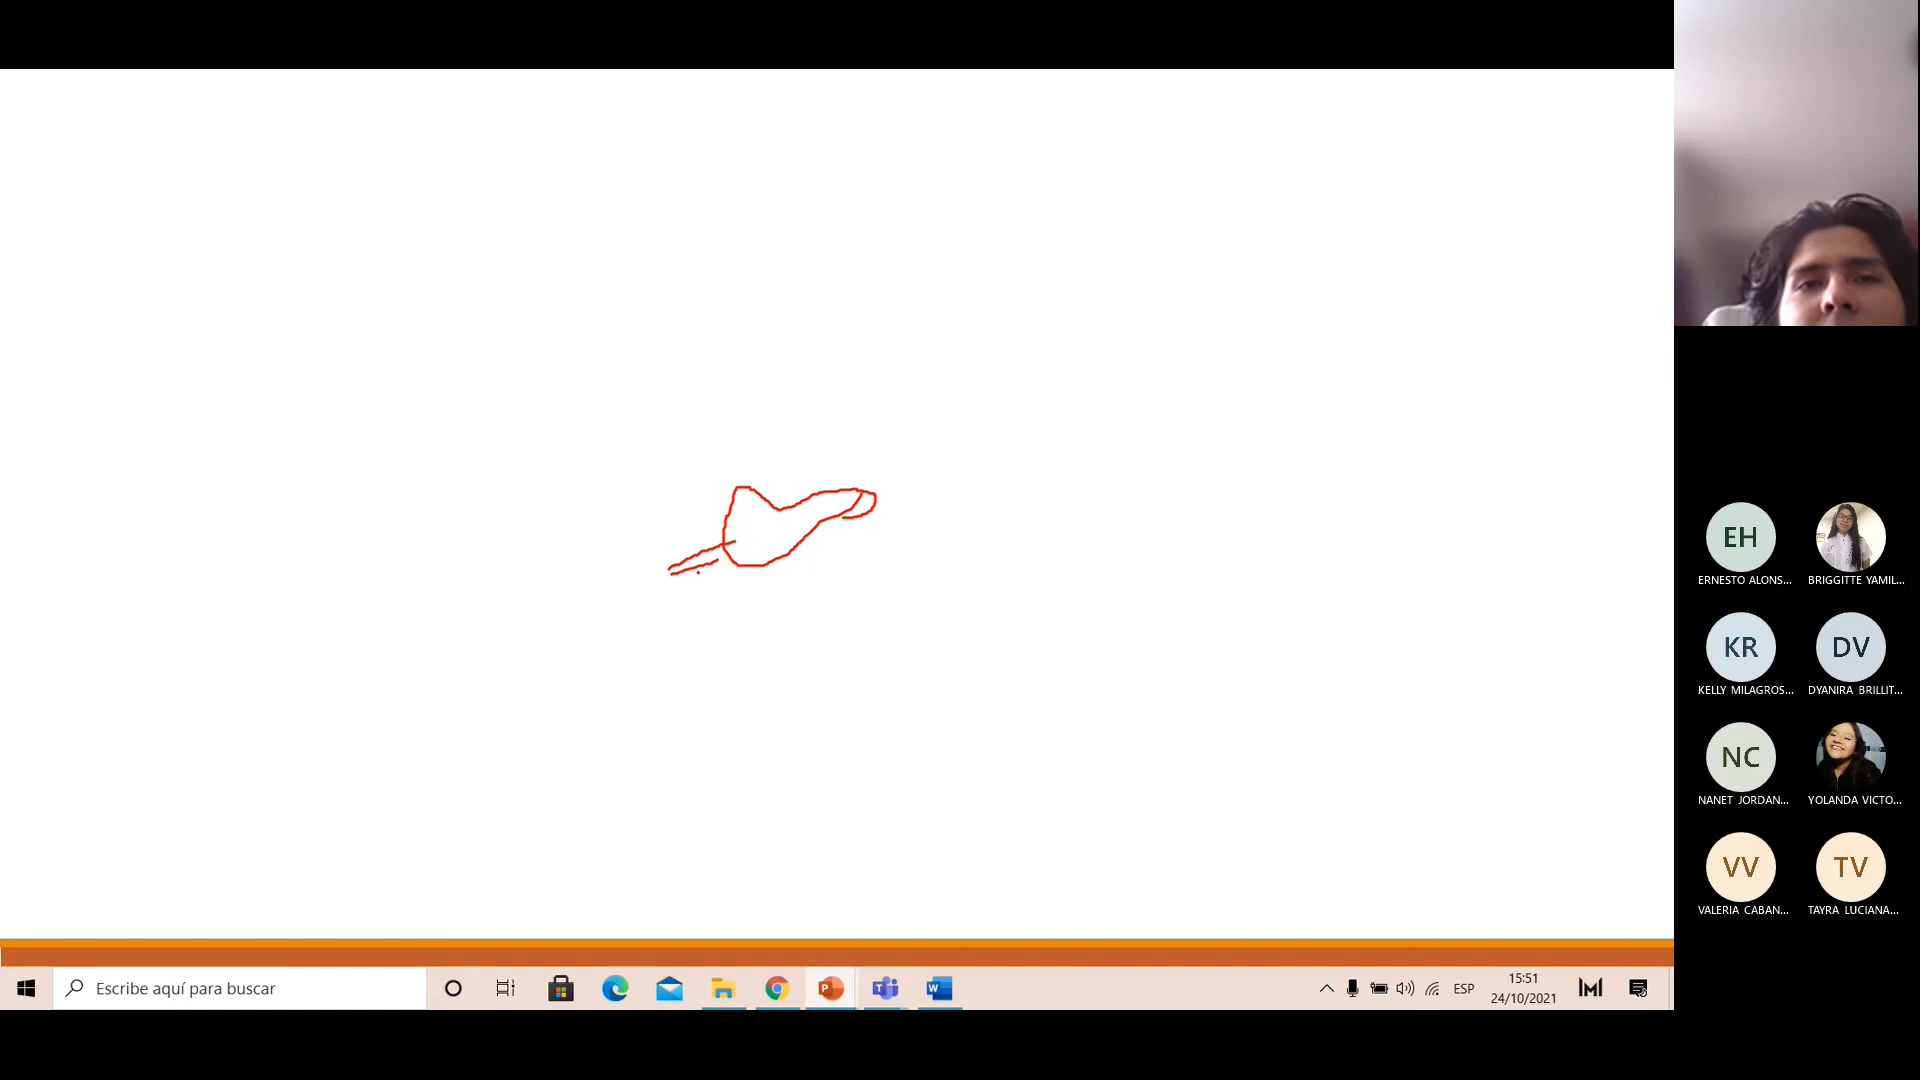 EH
ERNESTO ALONS...
BRIGGITTE YAMIL...
KR
DV
KELLY MILAGROS...
DYANIRA BRILLIT...
NC
NANET JORDAN...
YOLANDA VICTO...
VV
TV
VALERIA CABAN...
TAYRA LUCIANA...
Escribe aquí para buscar
ESP
15:51
24/10/2021